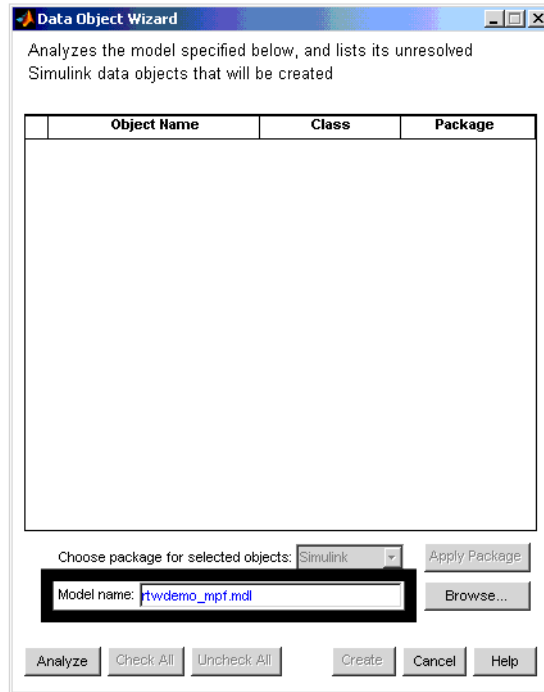 Data Object Wizard
Analyzes the model specified below, and lists its unresolved
Simulink data objects that will be created
Object Name Class Package
Choose package for selected objects: Simulink Apply Package
Model name: rtwdemo_mpf.mdl Browse...
Analyze Check All Uncheck All Create Cancel Help